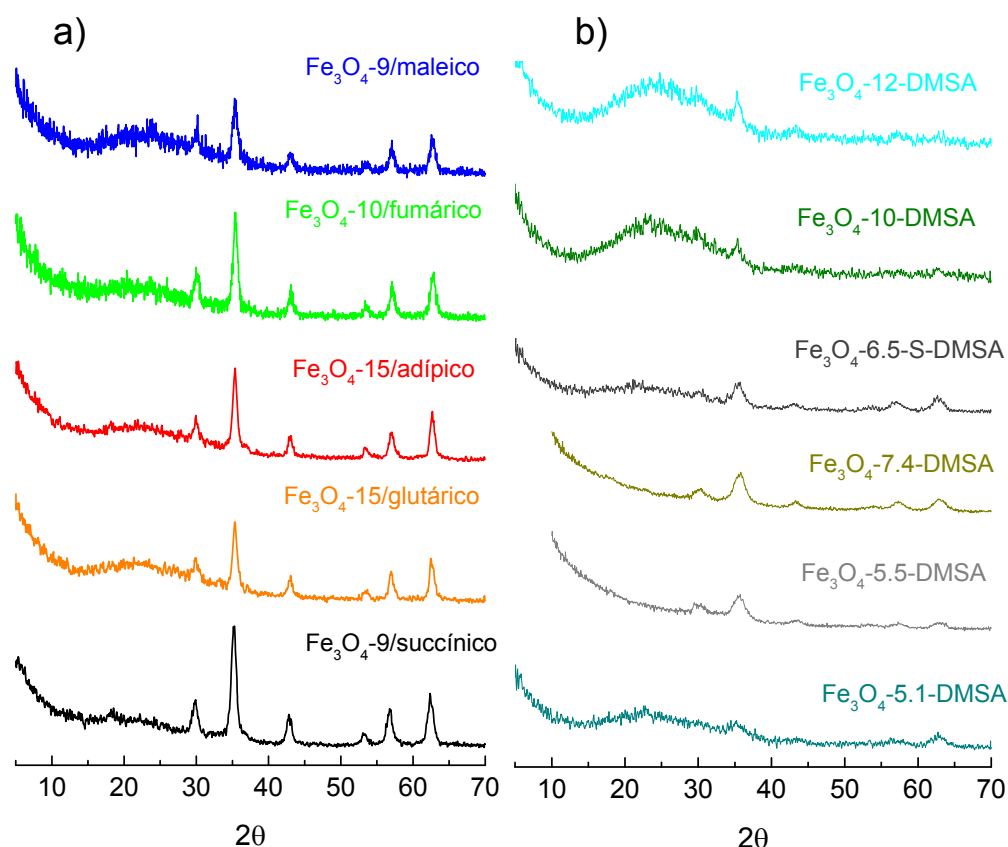 a)
Fe₃O₄-9/maleico
Fe₃O₄-10/fumárico
Fe₃O₄-15/adípico
Fe₃O₄-15/glutárico
Fe₃O₄-9/succínico
10 20 30 40 50 60 70
2θ
b)
Fe₃O₄-12-DMSA
Fe₃O₄-10-DMSA
Fe₃O₄-6.5-S-DMSA
Fe₃O₄-7.4-DMSA
Fe₃O₄-5.5-DMSA
Fe₃O₄-5.1-DMSA
10 20 30 40 50 60 70
2θ